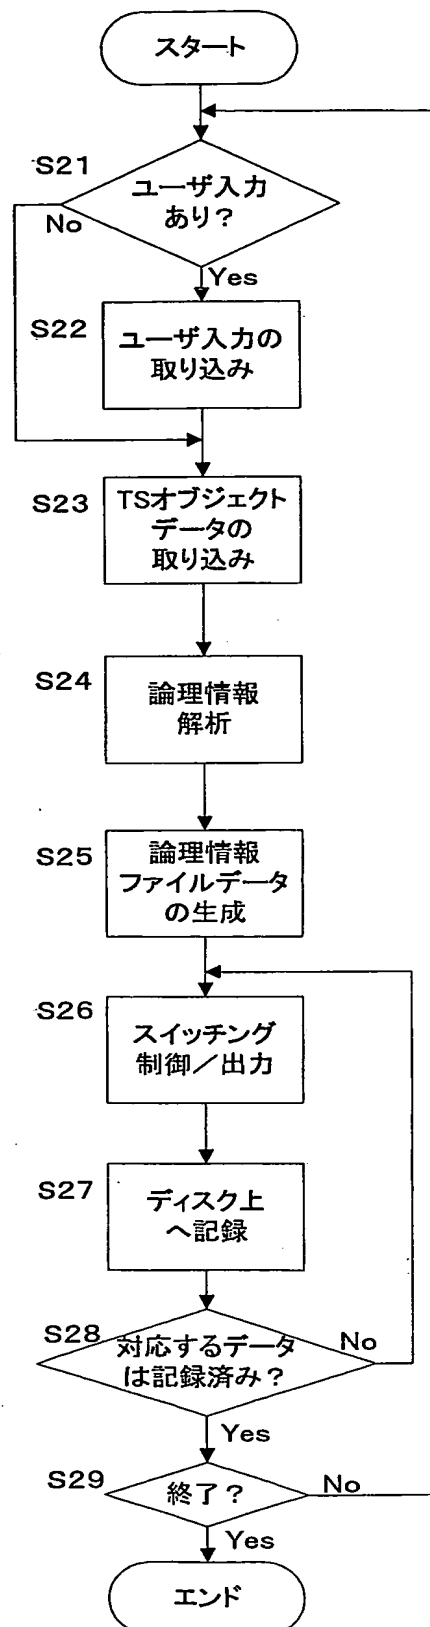 スタート
S21
ユーザ入力
あり？
No
Yes
S22
ユーザ入力の
取り込み
S23
TSオブジェクト
データの
取り込み
S24
論理情報
解析
S25
論理情報
ファイルデータ
の生成
S26
スイッチング
制御／出力
S27
ディスク上
へ記録
S28
対応するデータ
は記録済み？
No
Yes
S29
終了？
No
Yes
エンド